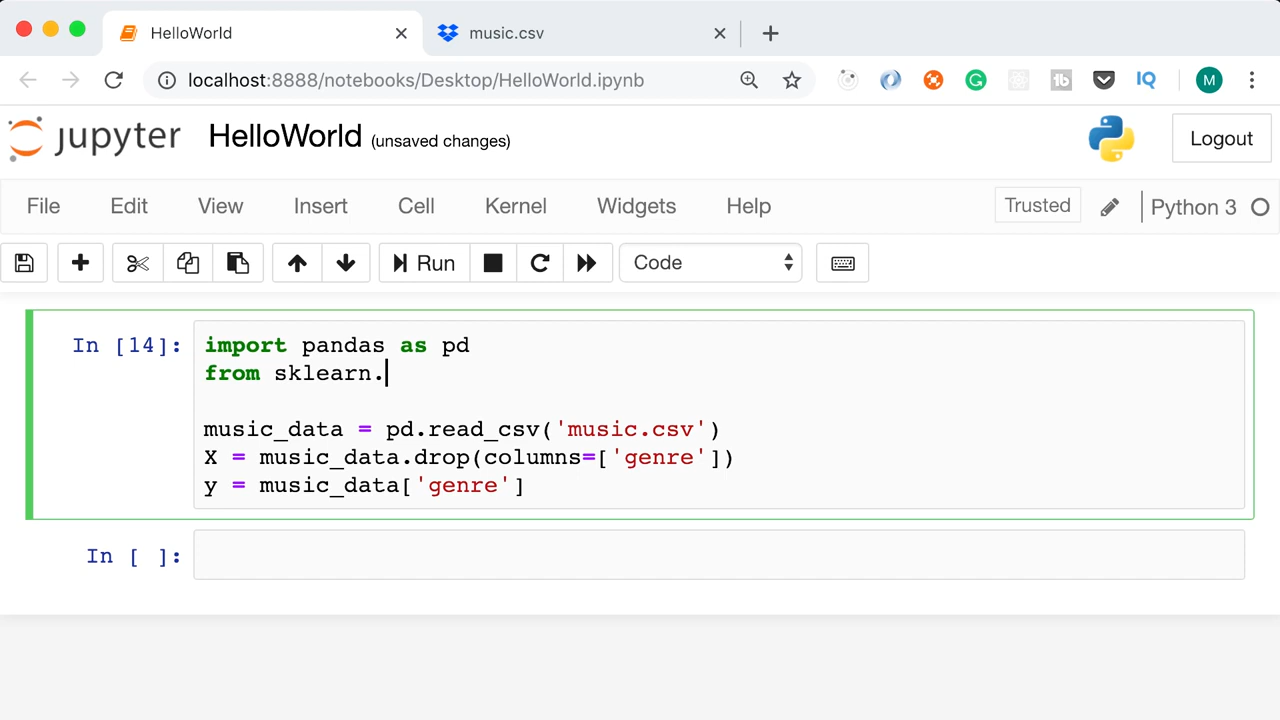 HelloWorld
music.csv
localhost:8888/notebooks/Desktop/HelloWorld.ipynb
G
tb
IQ
M
jupyter HelloWorld (unsaved changes)
Logout
File Edit View Insert Cell Kernel Widgets Help Trusted Python 3
Run Code
In [14]: import pandas as pd
from sklearn.
music_data = pd.read_csv('music.csv')
X = music_data.drop(columns=['genre'])
y = music_data['genre']
In [ ]: